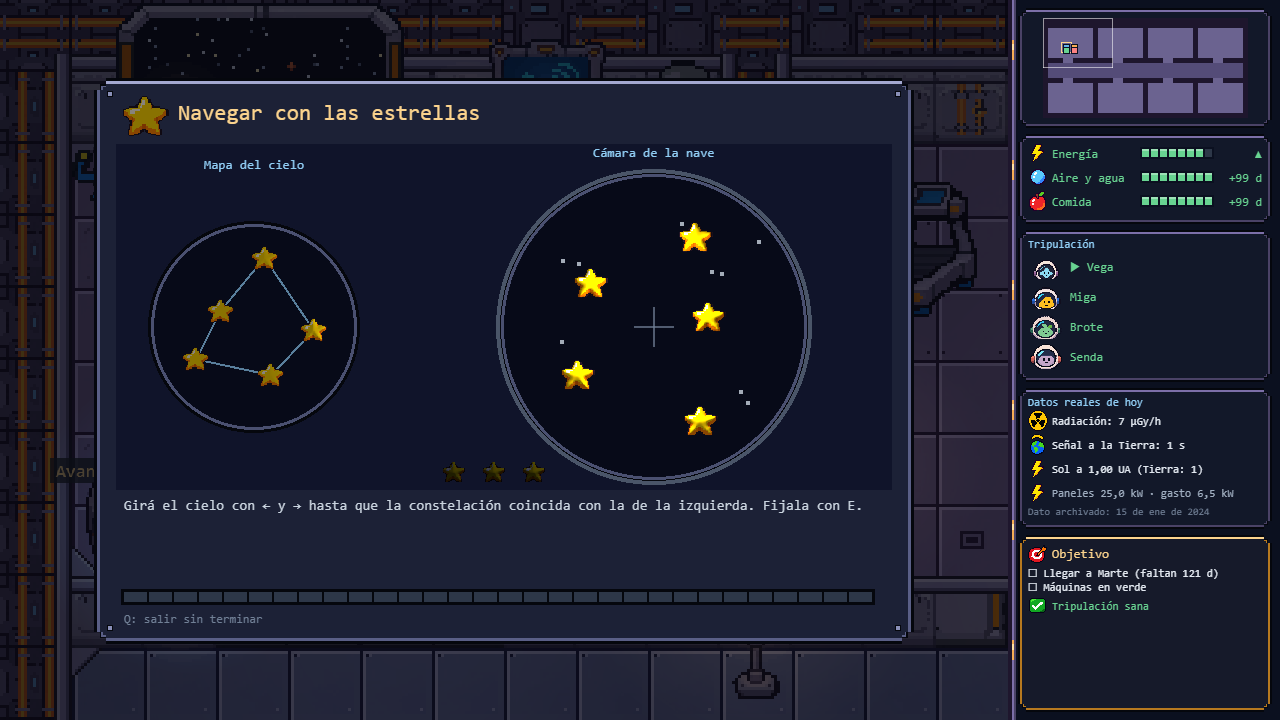 Navegar con las estrellas
Mapa del cielo
Cámara de la nave
Avan
Girá el cielo con ← y → hasta que la constelación coincida con la de la izquierda. Fijala con E.
Q: salir sin terminar
Energía ▲
Aire y agua +99 d
Comida +99 d
Tripulación
▶ Vega
Miga
Brote
Senda
Datos reales de hoy
Radiación: 7 µGy/h
Señal a la Tierra: 1 s
Sol a 1,00 UA (Tierra: 1)
Paneles 25,0 kW · gasto 6,5 kW
Dato archivado: 15 de ene de 2024
Objetivo
☐ Llegar a Marte (faltan 121 d)
☐ Máquinas en verde
✅ Tripulación sana